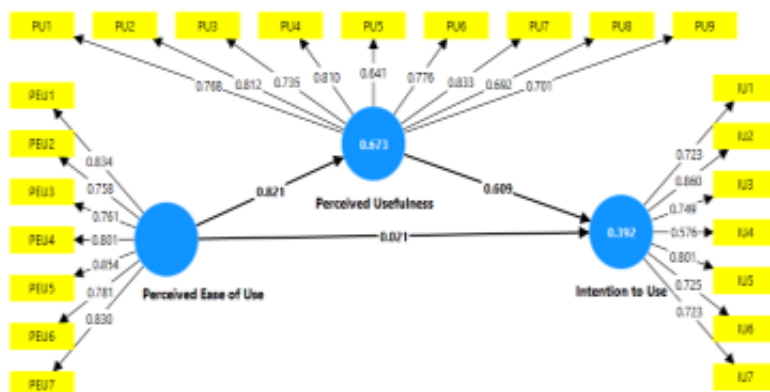 PU1 PU2 PU3 PU4 PU5 PU6 PU7 PU8 PU9
0.768 0.812 0.735 0.810 0.641 0.776 0.833 0.692 0.701
PEU1
PEU2
PEU3
PEU4
PEU5
PEU6
PEU7
0.834
0.758
0.761
0.801
0.854
0.781
0.830
Perceived Ease of Use
0.821
0.673
Perceived Usefulness
0.609
0.021
0.392
Intention to Use
0.723
0.860
0.749
0.576
0.801
0.725
0.723
IU1
IU2
IU3
IU4
IU5
IU6
IU7